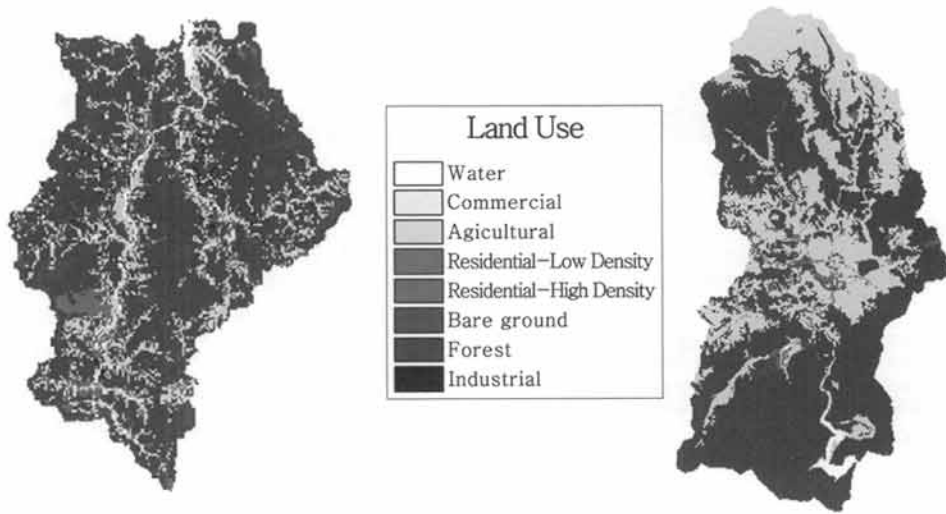 Land Use
Water
Commercial
Agicultural
Residential-Low Density
Residential-High Density
Bare ground
Forest
Industrial